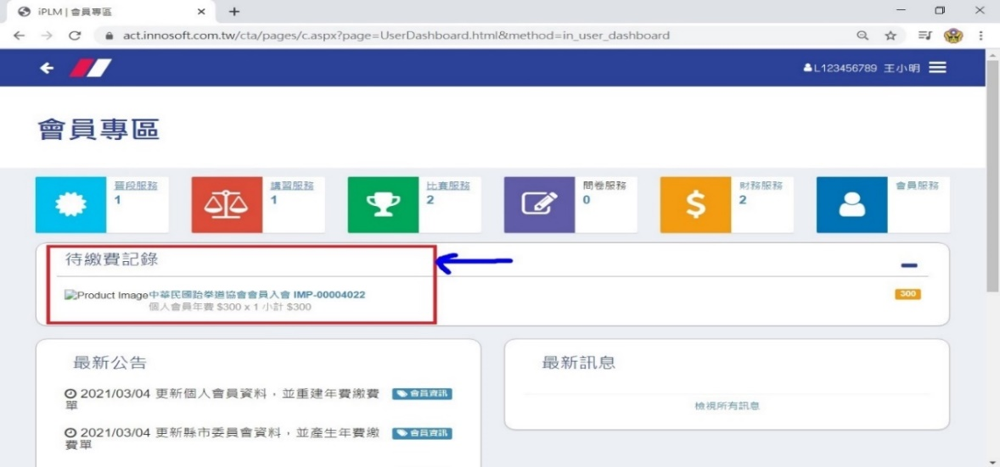 iPLM | 會員專區
act.innosoft.com.tw/cta/pages/c.aspx?page=UserDashboard.html&method=in_user_dashboard
L123456789 王小明
會員專區
晉段服務
1
講習服務
1
比賽服務
2
問卷服務
0
財務服務
2
會員服務
待繳費記錄
Product Image中華民國跆拳道協會會員入會 IMP-00004022
300
個人會員年費 $300 x 1 小計 $300
最新公告
2021/03/04 更新個人會員資料，並重建年費繳費
單
會員資訊
2021/03/04 更新縣市委員會資料，並產生年費繳
費單
會員資訊
最新訊息
檢視所有訊息